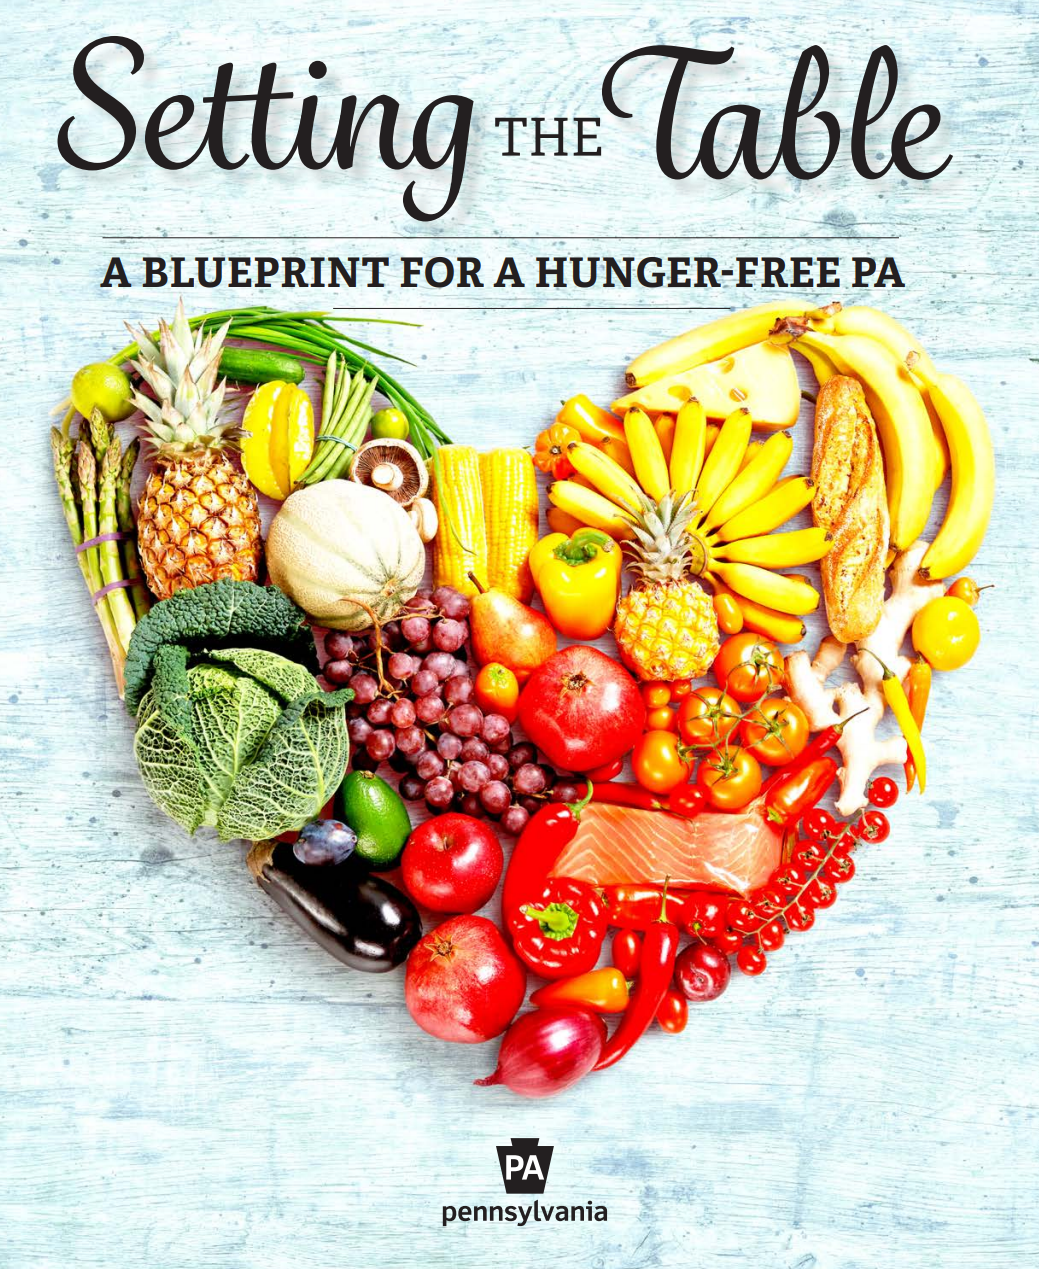 Setting THE Table
A BLUEPRINT FOR A HUNGER-FREE PA
PA
pennsylvania